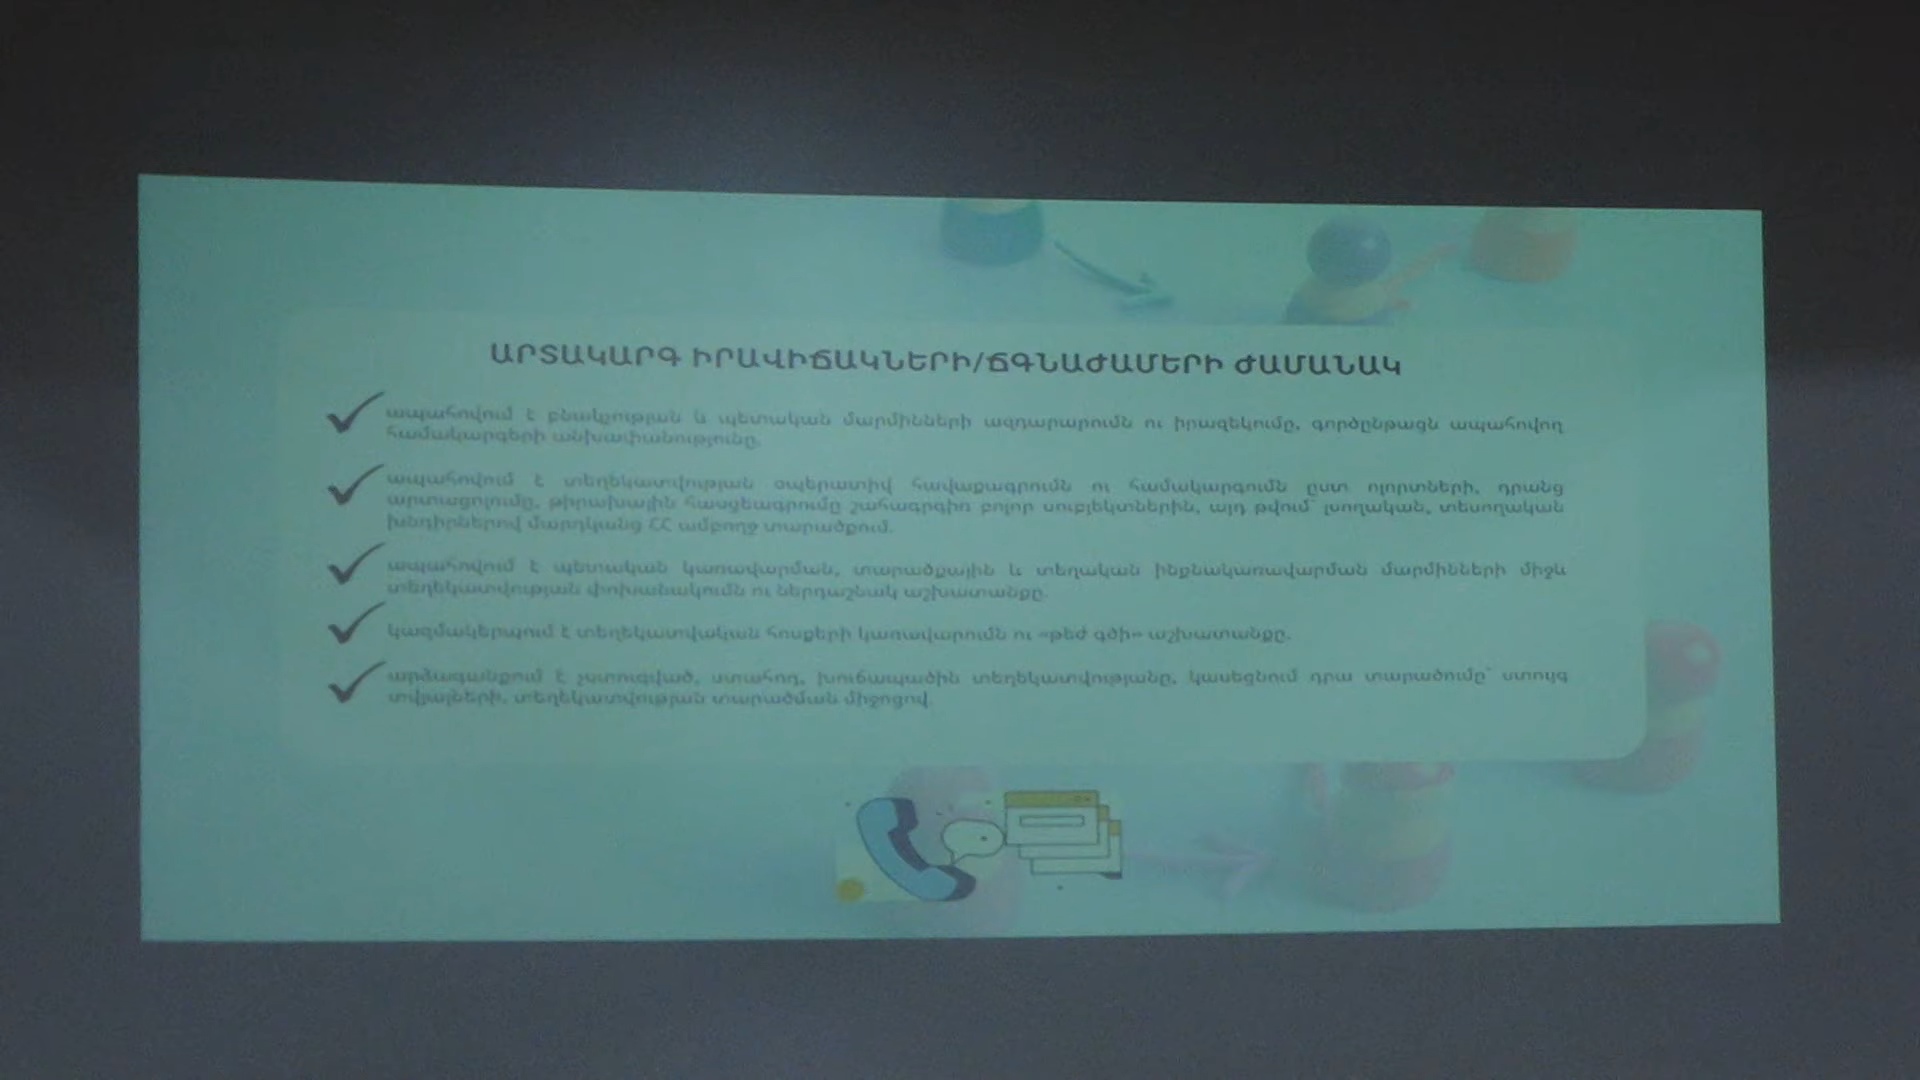 ԱՐՏԱԿԱՐԳ ԻՐԱՎԻՃԱԿՆԵՐԻ/ՃԳՆԱԺԱՄԵՐԻ ԺԱՄԱՆԱԿ
ապահովում է բնակչության և պետական մարմինների ազդարարումն ու իրազեկումը, գործընթացն ապահովող
համակարգերի անխափանությունը,
ապահովում է տեղեկատվության օպերատիվ հավաքագրումն ու համակարգումն ըստ ոլորտների, դրանց
արտացոլումը, թիրախային հասցեագրումը շահագրգիռ բոլոր սուբյեկտներին, այդ թվում՝ լսողական, տեսողական
խնդիրներով մարդկանց ՀՀ ամբողջ տարածքում.
ապահովում է պետական կառավարման, տարածքային և տեղական ինքնակառավարման մարմինների միջև
տեղեկատվության փոխանակումն ու ներդաշնակ աշխատանքը.
կազմակերպում է տեղեկատվական հոսքերի կառավարումն ու «թեժ գծի» աշխատանքը.
արձագանքում է չստուգված, ստահոդ, խուճապածին տեղեկատվությանը, կասեցնում դրա տարածումը՝ ստույգ
տվյալների, տեղեկատվության տարածման միջոցով.